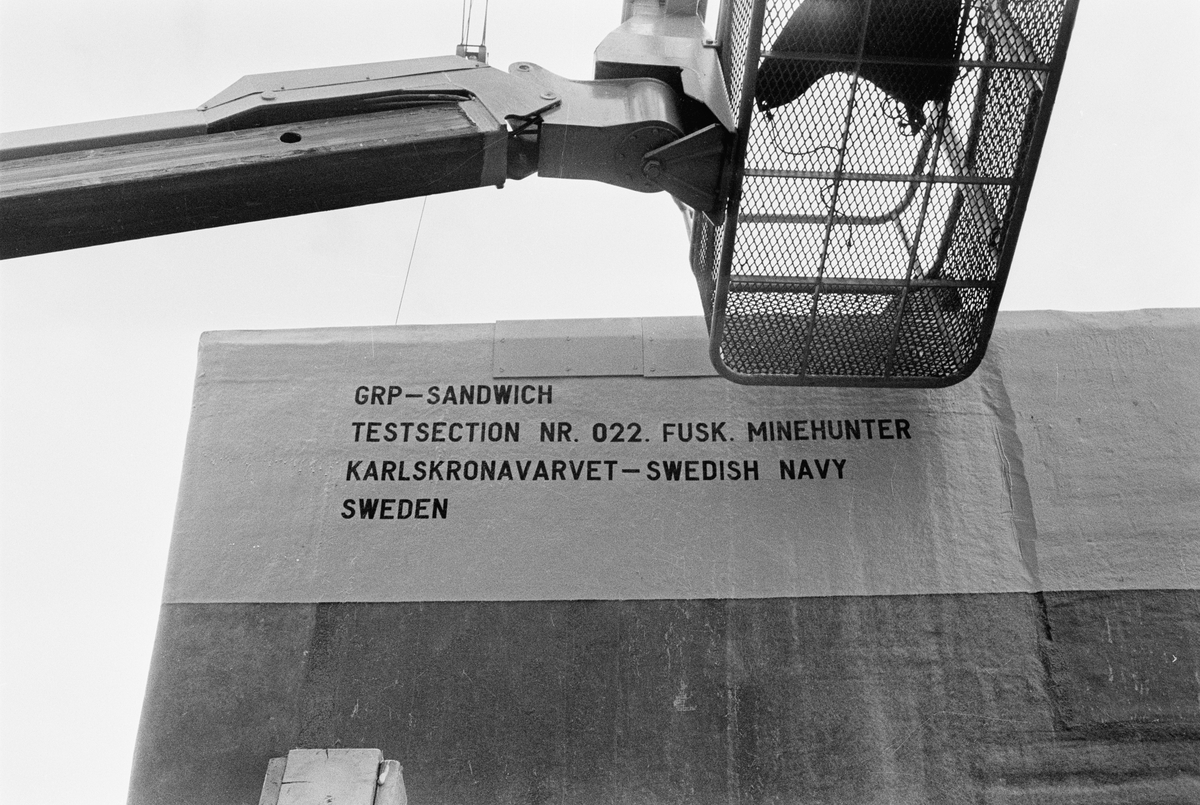 GRP–SANDWICH
TESTSECTION NR. 022. FUSK. MINEHUNTER
KARLSKRONAVARVET–SWEDISH NAVY
SWEDEN